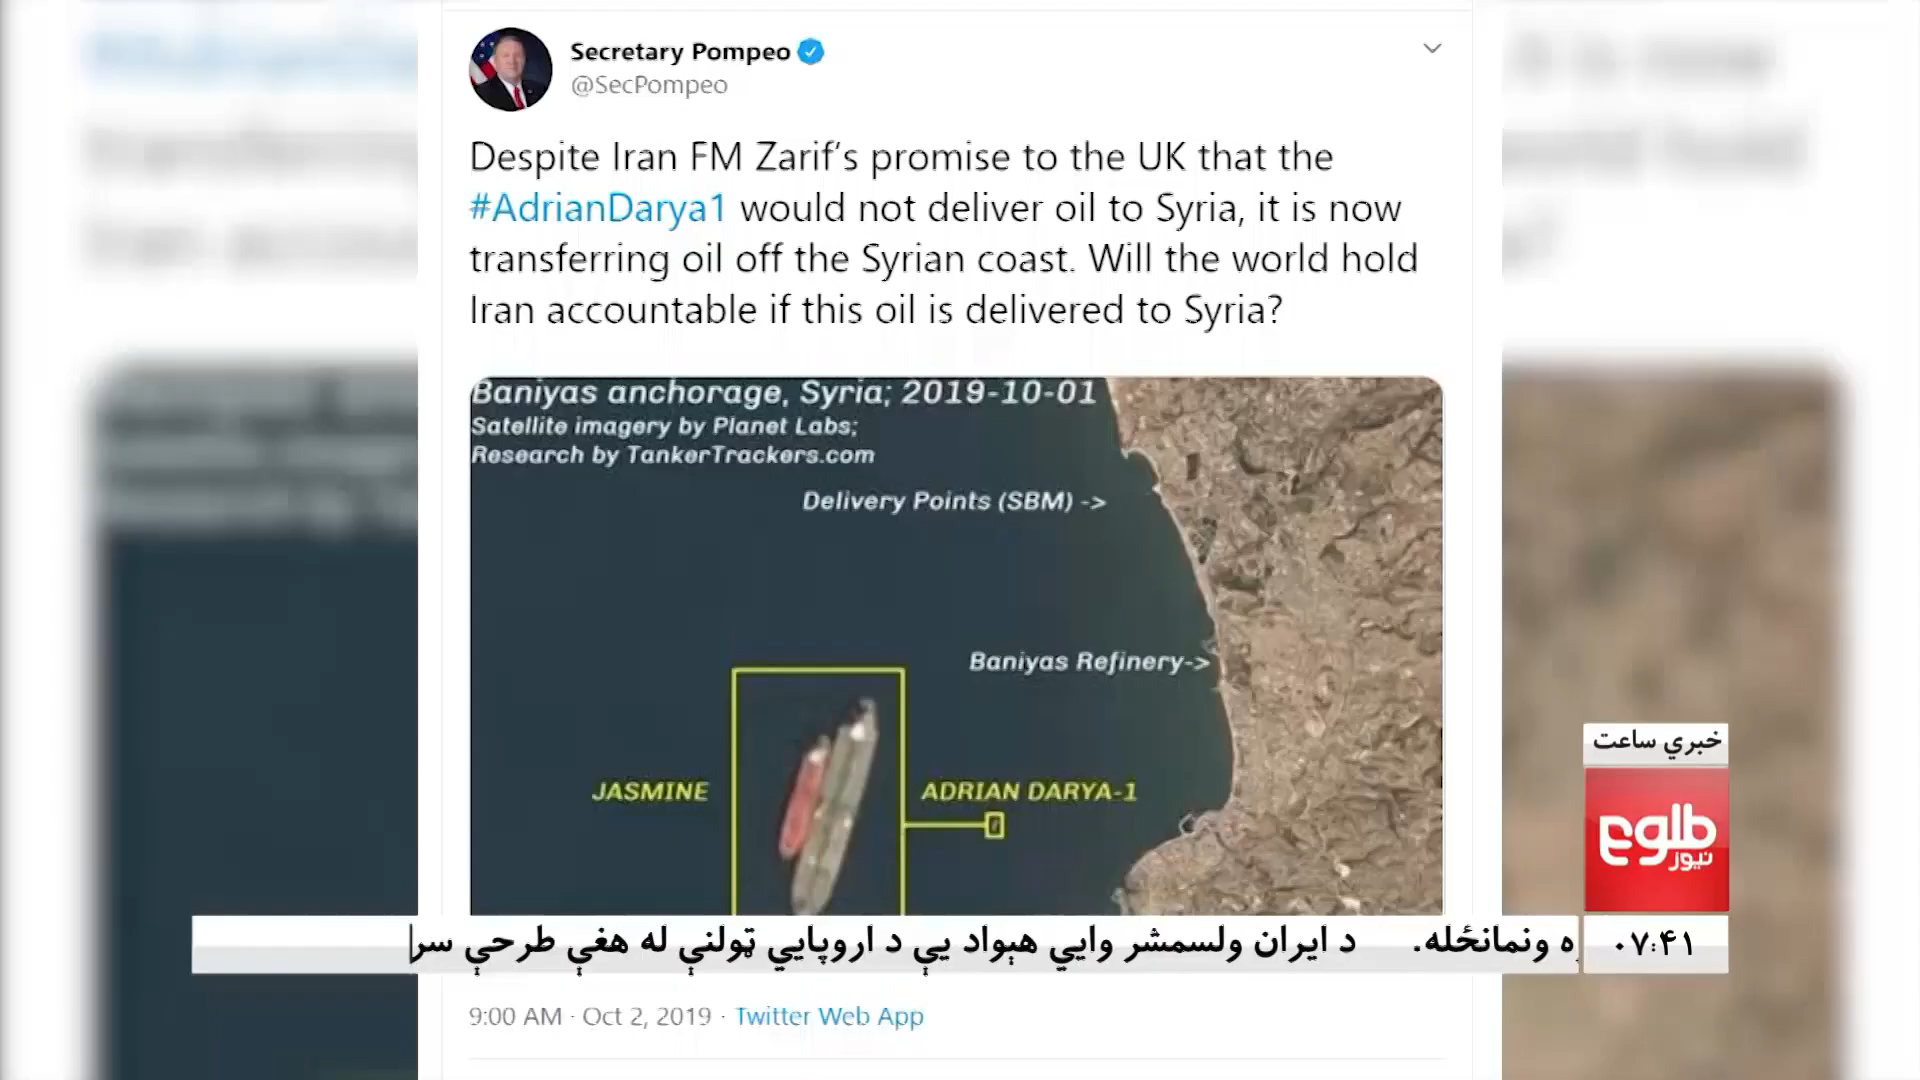 Secretary Pompeo
@SecPompeo
Despite Iran FM Zarif's promise to the UK that the
#AdrianDarya1 would not deliver oil to Syria, it is now
transferring oil off the Syrian coast. Will the world hold
Iran accountable if this oil is delivered to Syria?
Baniyas anchorage, Syria; 2019-10-01
Satellite imagery by Planet Labs;
Research by TankerTrackers.com
Delivery Points (SBM) ->
Baniyas Refinery->
JASMINE
ADRIAN DARYA-1
خبري ساعت
طلوع
نيوز
ه ونمانځله. د ايران ولسمشر وايي هېواد يې د اروپايي ټولنې له هغې طرحې سر
۰۷:۴۱
9:00 AM · Oct 2, 2019 · Twitter Web App